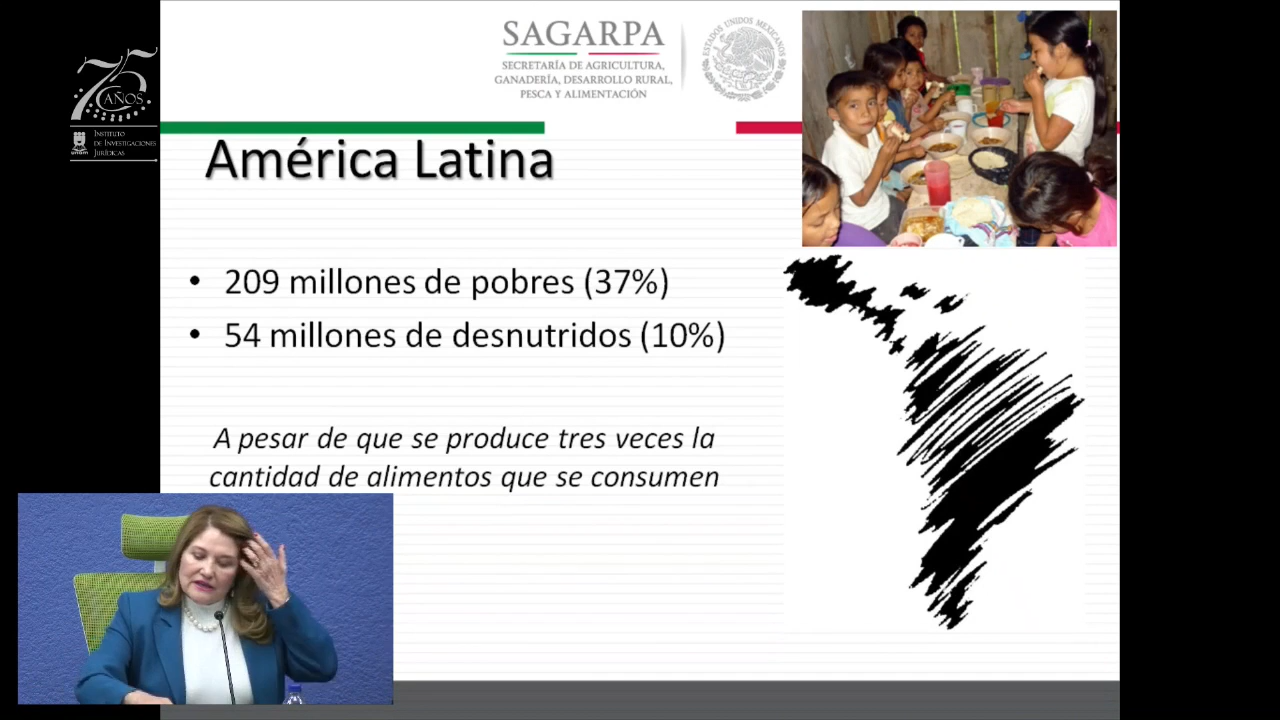 75
AÑOS
INSTITUTO
DE INVESTIGACIONES
JURÍDICAS
UNAM
SAGARPA
SECRETARÍA DE AGRICULTURA,
GANADERÍA, DESARROLLO RURAL,
PESCA Y ALIMENTACIÓN
ESTADOS UNIDOS MEXICANOS
América Latina
• 209 millones de pobres (37%)
• 54 millones de desnutridos (10%)
A pesar de que se produce tres veces la
cantidad de alimentos que se consumen